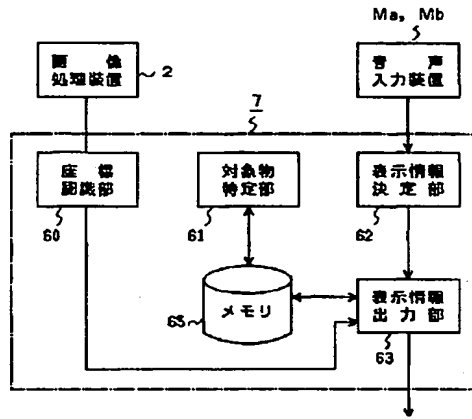 Ma, Mb
画像
処理装置
2
音声
入力装置
7
座標
認識部
60
対象物
特定部
61
表示情報
決定部
62
メモリ
65
表示情報
出力部
63